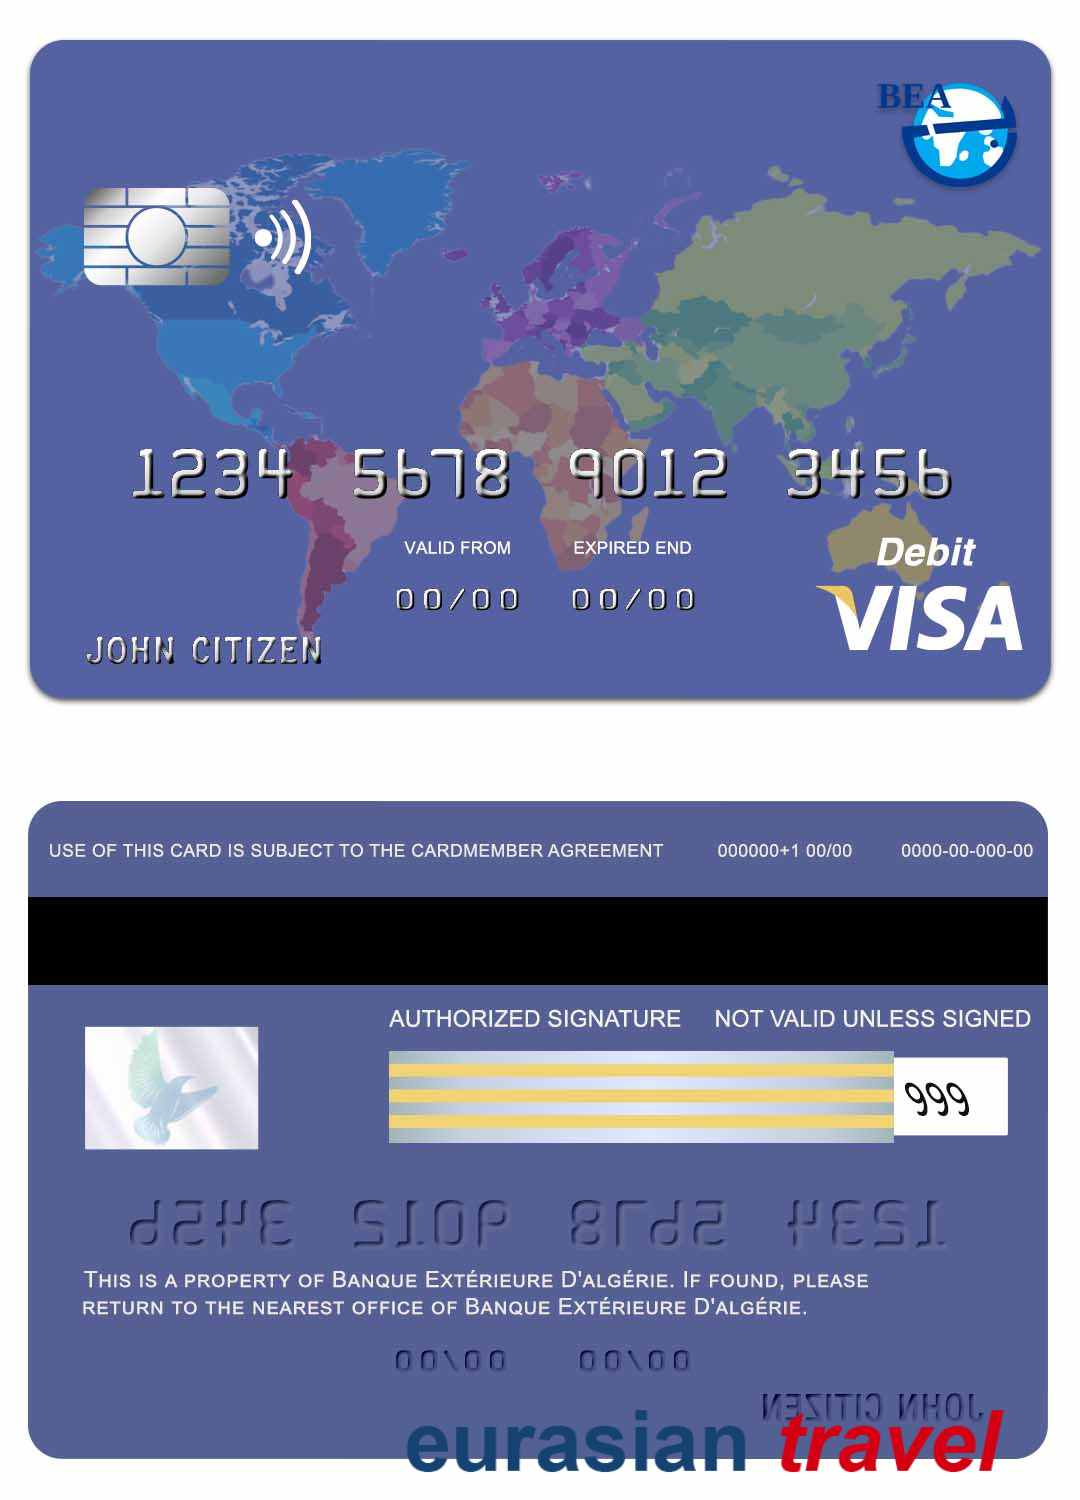 BEA
1234 5678 9012 3456
VALID FROM EXPIRED END
00/00 00/00
Debit
VISA
JOHN CITIZEN
USE OF THIS CARD IS SUBJECT TO THE CARDMEMBER AGREEMENT 000000+1 00/00 0000-00-000-00
AUTHORIZED SIGNATURE NOT VALID UNLESS SIGNED
999
1234 5678 9012 3456
THIS IS A PROPERTY OF BANQUE EXTÉRIEURE D'ALGÉRIE. IF FOUND, PLEASE
RETURN TO THE NEAREST OFFICE OF BANQUE EXTÉRIEURE D'ALGÉRIE.
00/00 00/00
JOHN CITIZEN
eurasian travel